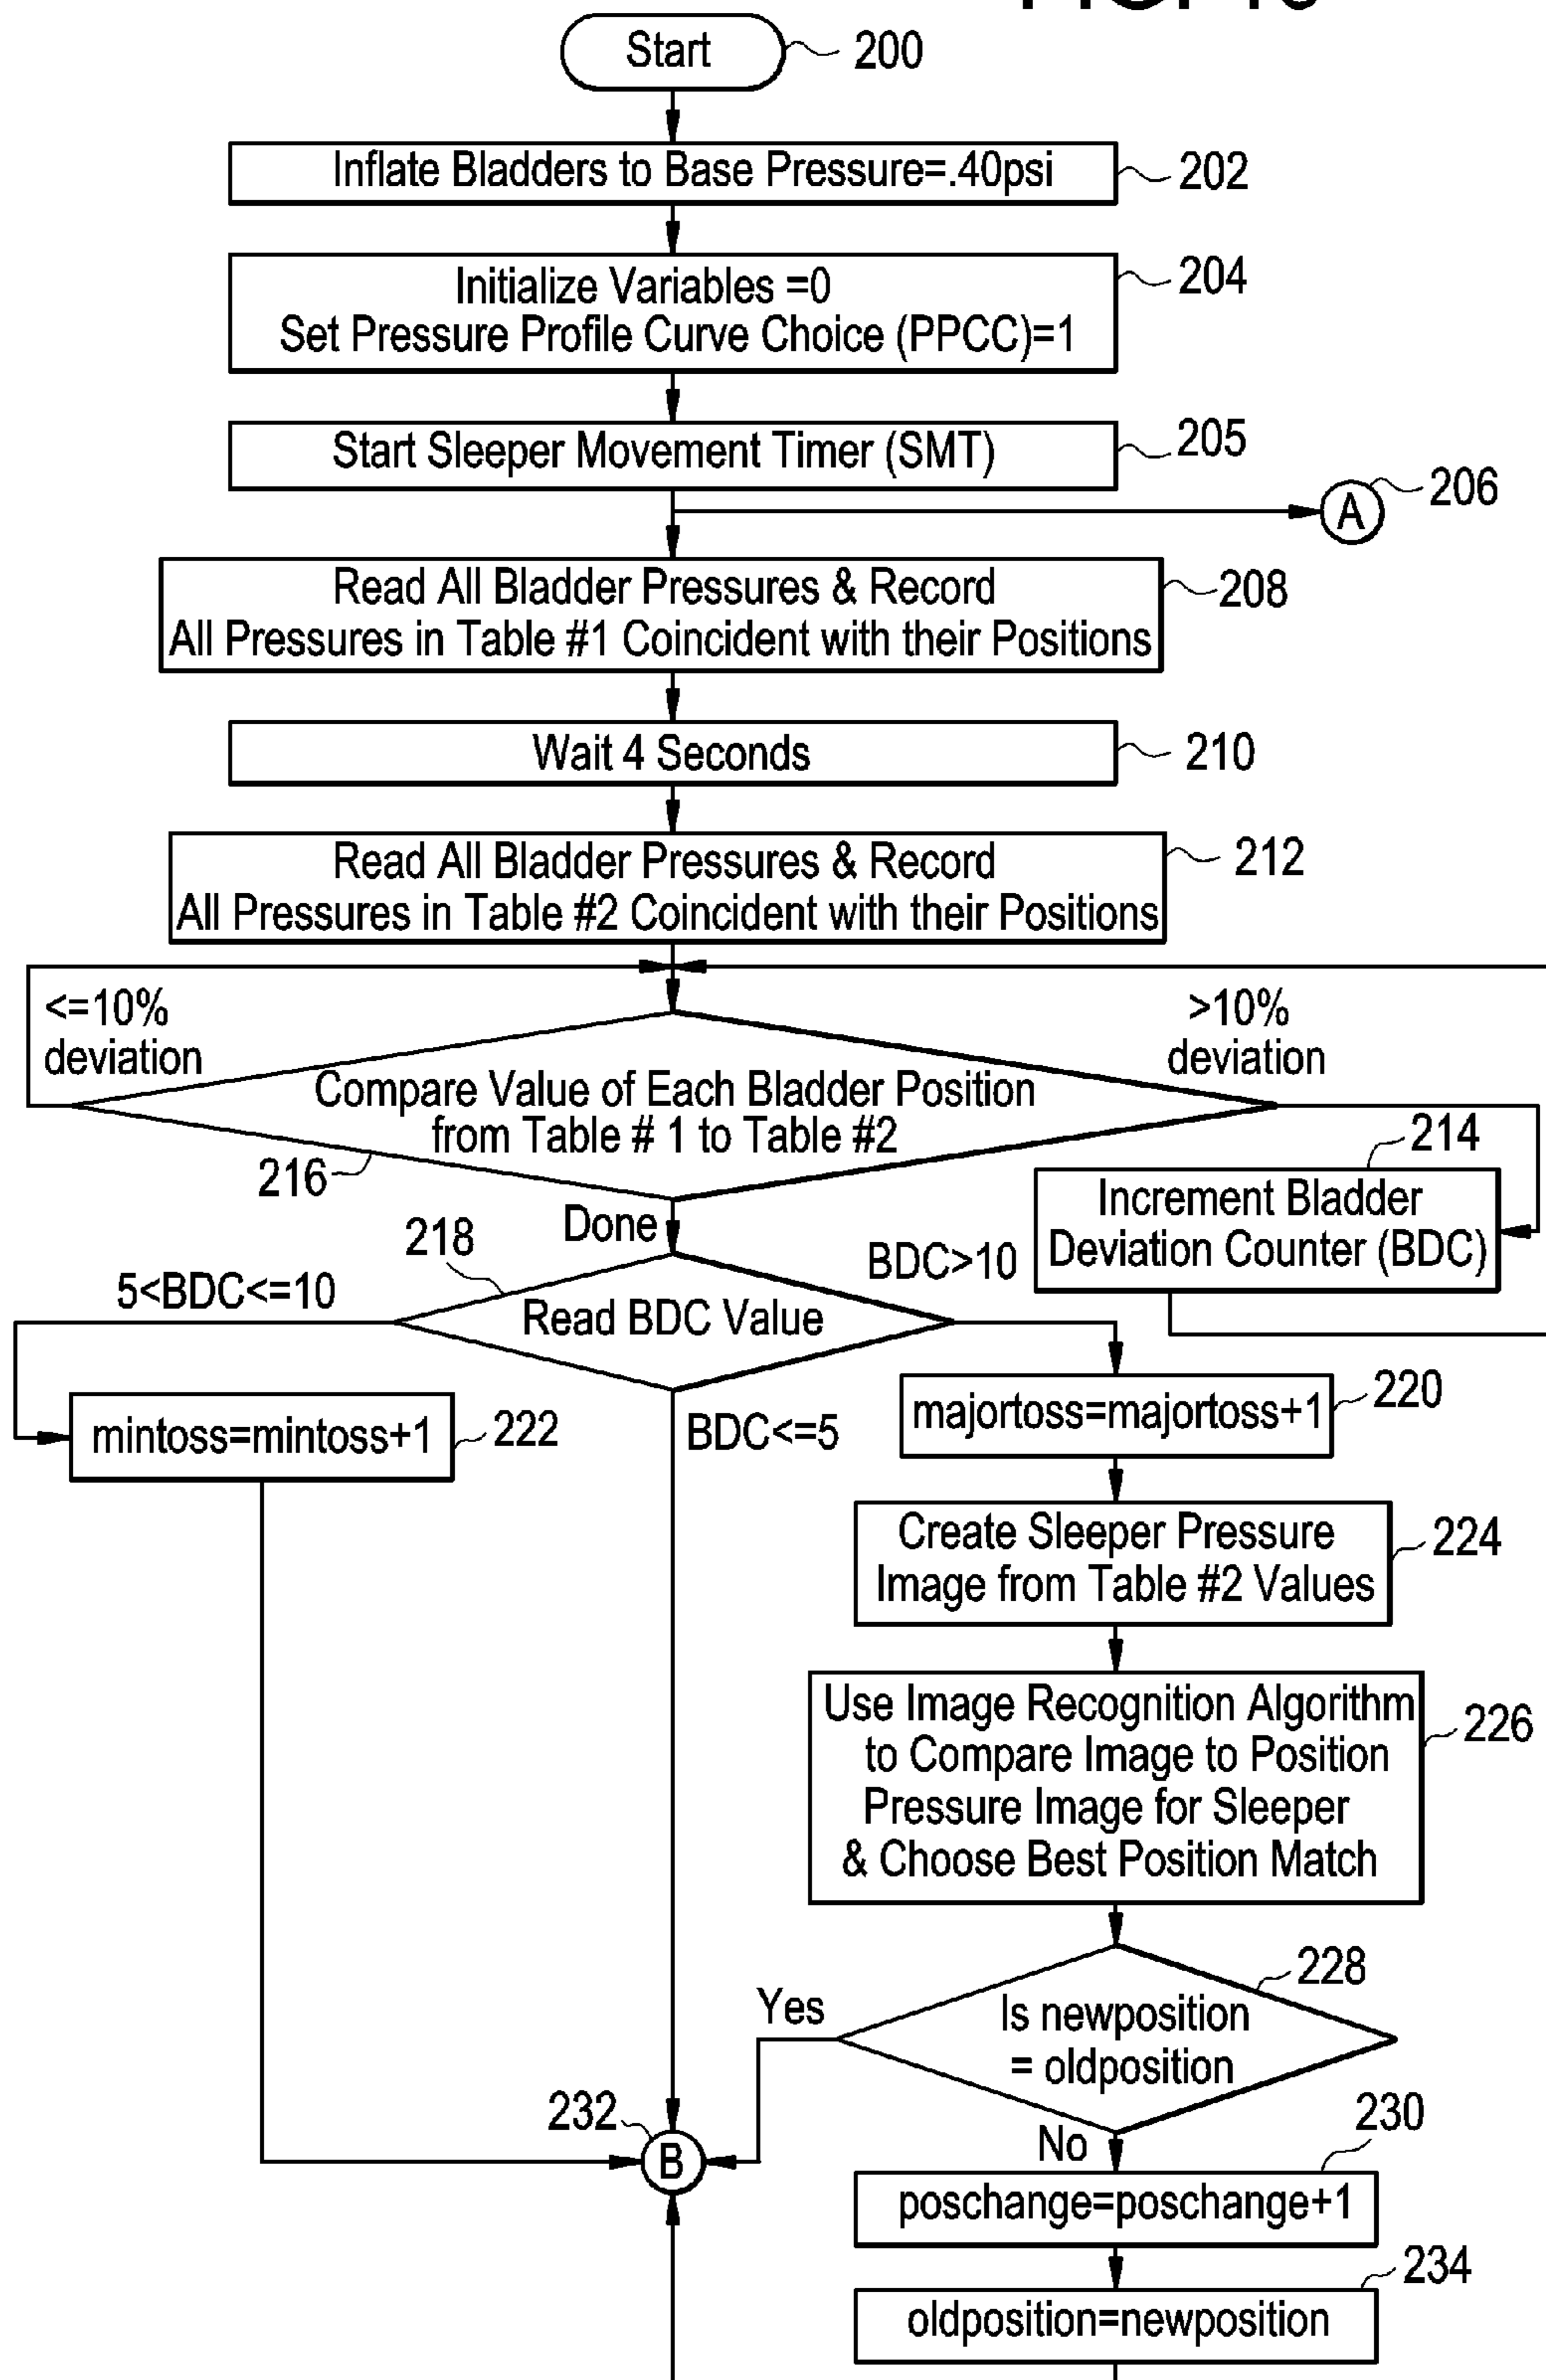 Start
200
Inflate Bladders to Base Pressure=.40psi
202
Initialize Variables =0
Set Pressure Profile Curve Choice (PPCC)=1
204
Start Sleeper Movement Timer (SMT)
205
A
206
Read All Bladder Pressures & Record
All Pressures in Table #1 Coincident with their Positions
208
Wait 4 Seconds
210
Read All Bladder Pressures & Record
All Pressures in Table #2 Coincident with their Positions
212
<=10%
deviation
>10%
deviation
Compare Value of Each Bladder Position
from Table # 1 to Table #2
216
214
Increment Bladder
Deviation Counter (BDC)
Done
218
5<BDC<=10
Read BDC Value
BDC>10
BDC<=5
mintoss=mintoss+1
222
majortoss=majortoss+1
220
Create Sleeper Pressure
Image from Table #2 Values
224
Use Image Recognition Algorithm
to Compare Image to Position
Pressure Image for Sleeper
& Choose Best Position Match
226
228
Is newposition
= oldposition
Yes
No
232
B
230
poschange=poschange+1
234
oldposition=newposition